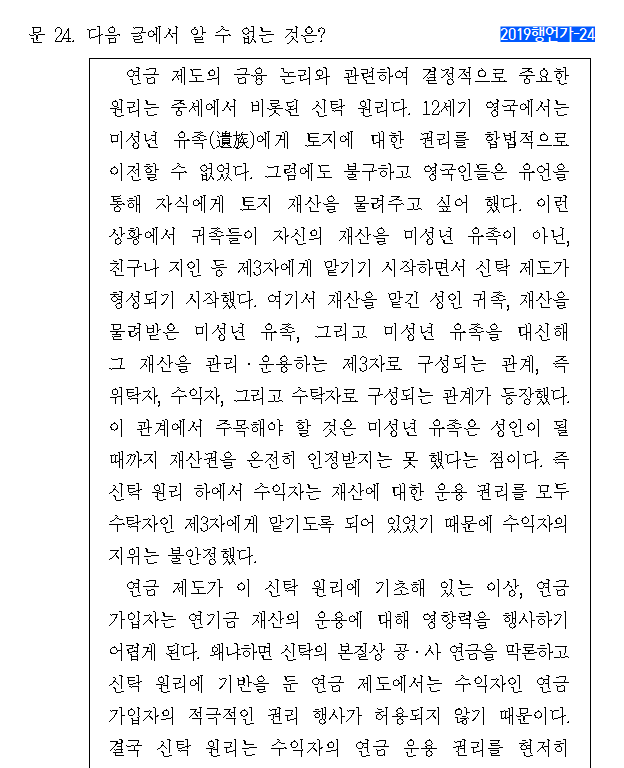 문 24. 다음 글에서 알 수 없는 것은?
2019행언가-24
연금 제도의 금융 논리와 관련하여 결정적으로 중요한
원리는 중세에서 비롯된 신탁 원리다. 12세기 영국에서는
미성년 유족(遺族)에게 토지에 대한 권리를 합법적으로
이전할 수 없었다. 그럼에도 불구하고 영국인들은 유언을
통해 자식에게 토지 재산을 물려주고 싶어 했다. 이런
상황에서 귀족들이 자신의 재산을 미성년 유족이 아닌,
친구나 지인 등 제3자에게 맡기기 시작하면서 신탁 제도가
형성되기 시작했다. 여기서 재산을 맡긴 성인 귀족, 재산을
물려받은 미성년 유족, 그리고 미성년 유족을 대신해
그 재산을 관리·운용하는 제3자로 구성되는 관계, 즉
위탁자, 수익자, 그리고 수탁자로 구성되는 관계가 등장했다.
이 관계에서 주목해야 할 것은 미성년 유족은 성인이 될
때까지 재산권을 온전히 인정받지는 못 했다는 점이다. 즉
신탁 원리 하에서 수익자는 재산에 대한 운용 권리를 모두
수탁자인 제3자에게 맡기도록 되어 있었기 때문에 수익자의
지위는 불안정했다.
연금 제도가 이 신탁 원리에 기초해 있는 이상, 연금
가입자는 연기금 재산의 운용에 대해 영향력을 행사하기
어렵게 된다. 왜냐하면 신탁의 본질상 공·사 연금을 막론하고
신탁 원리에 기반을 둔 연금 제도에서는 수익자인 연금
가입자의 적극적인 권리 행사가 허용되지 않기 때문이다.
결국 신탁 원리는 수익자의 연금 운용 권리를 현저히